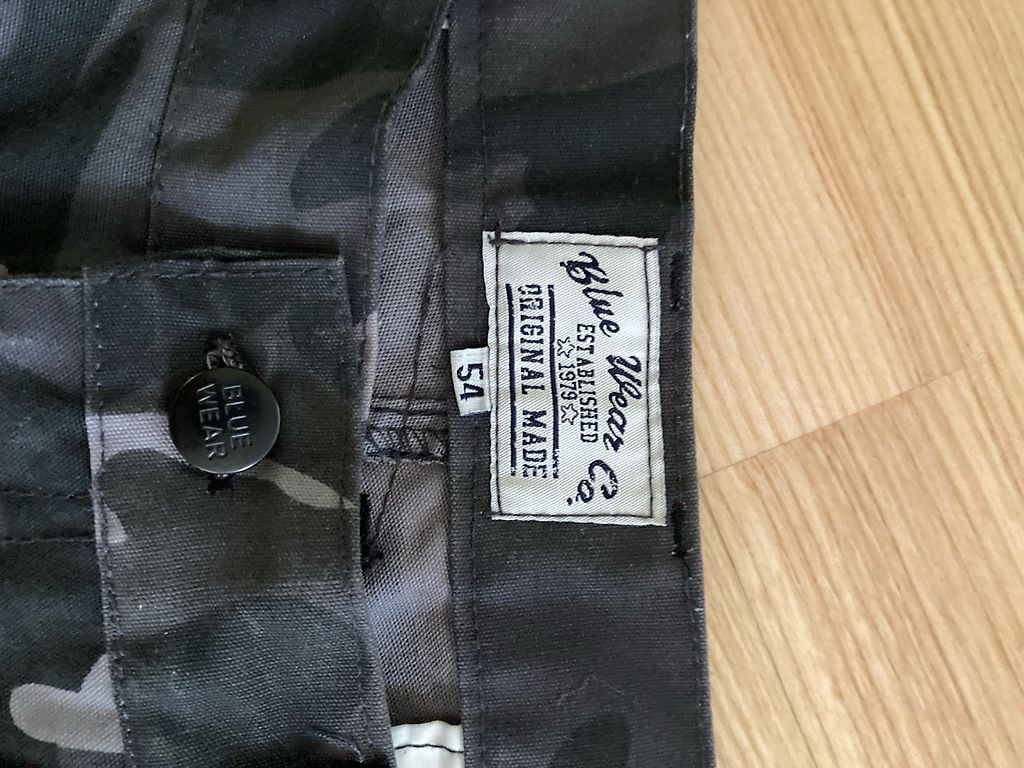 Blue Wear Co.
ESTABLISHED
☆ 1979 ☆
ORIGINAL MADE
54
BLUE
WEAR